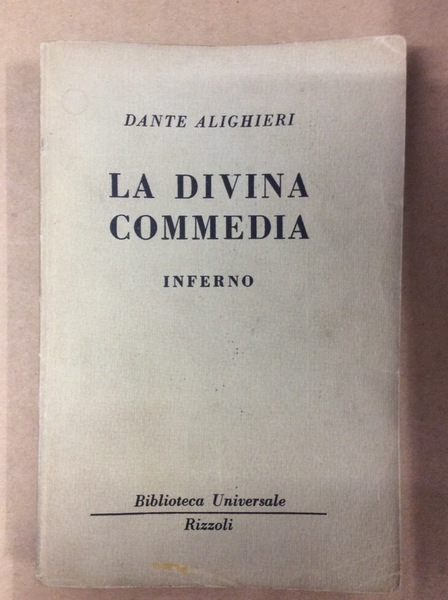 DANTE ALIGHIERI
LA DIVINA
COMMEDIA
INFERNO
Biblioteca Universale
Rizzoli